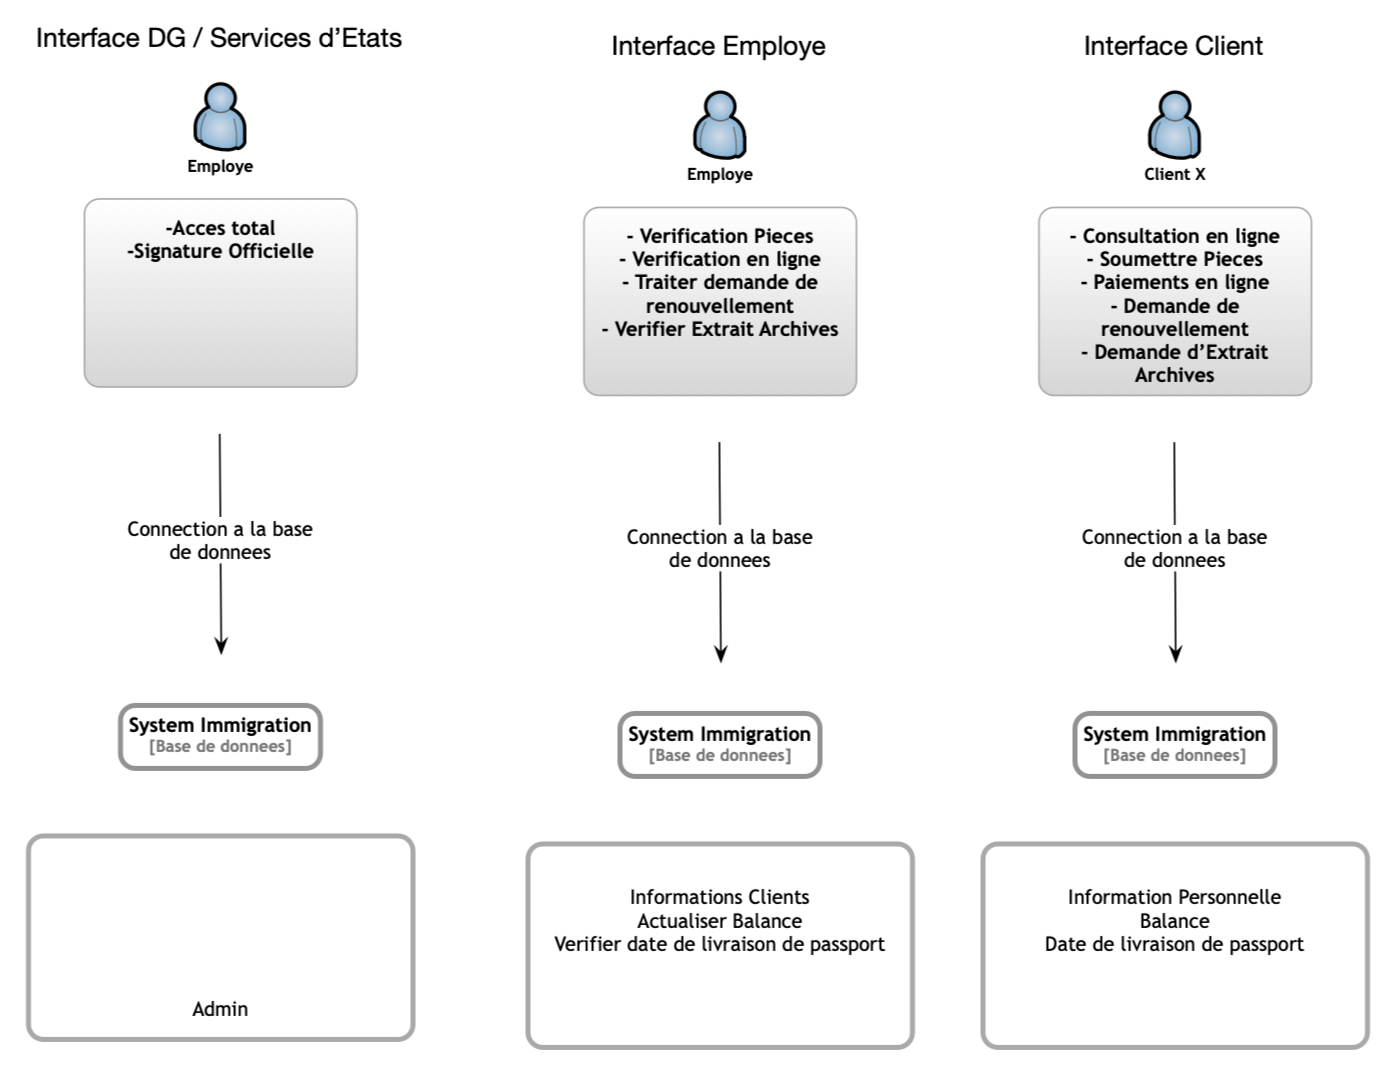 Interface DG / Services d’Etats
Employe
-Acces total
-Signature Officielle
Connection a la base
de donnees
System Immigration
[Base de donnees]
Admin
Interface Employe
Employe
- Verification Pieces
- Verification en ligne
- Traiter demande de
renouvellement
- Verifier Extrait Archives
Connection a la base
de donnees
System Immigration
[Base de donnees]
Informations Clients
Actualiser Balance
Verifier date de livraison de passport
Interface Client
Client X
- Consultation en ligne
- Soumettre Pieces
- Paiements en ligne
- Demande de
renouvellement
- Demande d’Extrait
Archives
Connection a la base
de donnees
System Immigration
[Base de donnees]
Information Personnelle
Balance
Date de livraison de passport